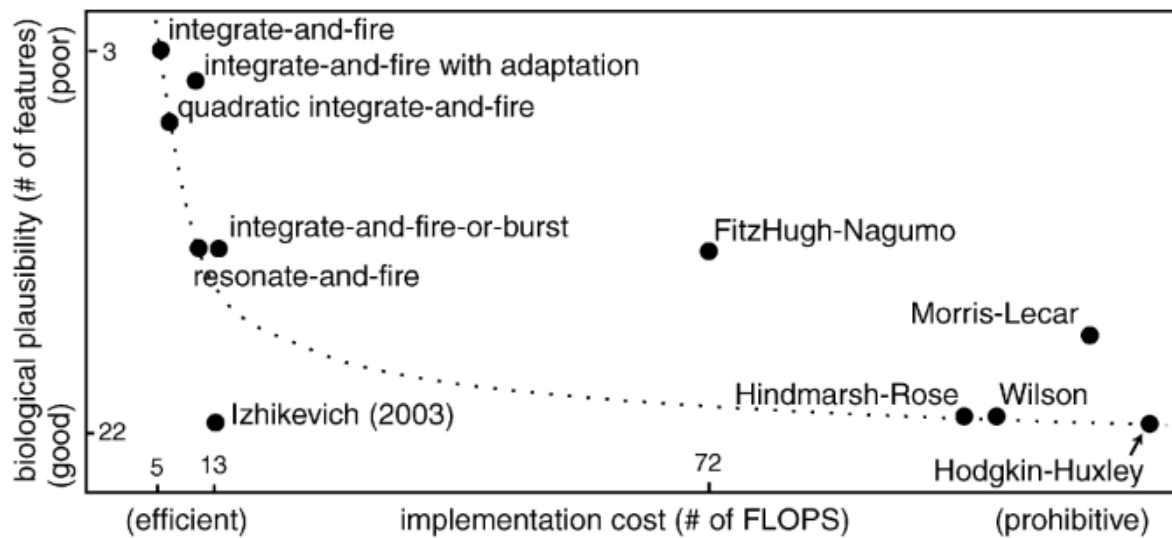 biological plausibility (# of features)
(poor)
(good)
3
22
integrate-and-fire
integrate-and-fire with adaptation
quadratic integrate-and-fire
integrate-and-fire-or-burst
resonate-and-fire
FitzHugh-Nagumo
Morris-Lecar
Hindmarsh-Rose
Wilson
Izhikevich (2003)
Hodgkin-Huxley
5
13
72
(efficient)
implementation cost (# of FLOPS)
(prohibitive)